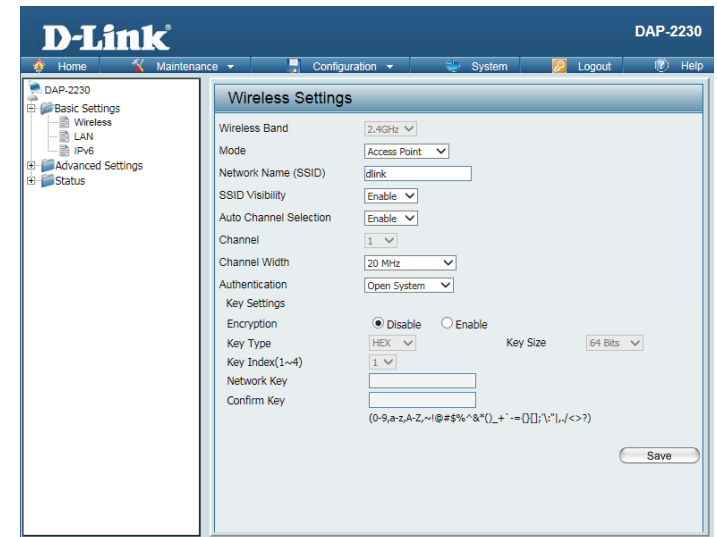 D-Link®
DAP-2230
Home Maintenance Configuration System Logout Help
DAP-2230
Basic Settings
Wireless
LAN
IPv6
Advanced Settings
Status
Wireless Settings
Wireless Band 2.4GHz
Mode Access Point
Network Name (SSID) dlink
SSID Visibility Enable
Auto Channel Selection Enable
Channel 1
Channel Width 20 MHz
Authentication Open System
Key Settings
Encryption Disable Enable
Key Type HEX Key Size 64 Bits
Key Index(1~4) 1
Network Key
Confirm Key
(0-9,a-z,A-Z,~!@#$%^&*()_+`-={}[];'\:"|,./<>?)
Save